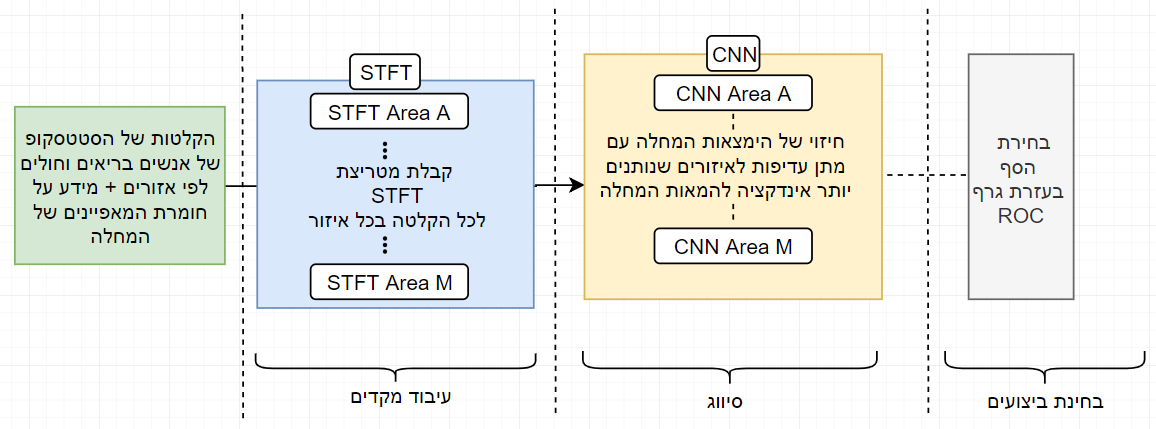 הקלטות של הסטטסקופ
של אנשים בריאים וחולים
לפי אזורים + מידע על
חומרת המאפיינים של
המחלה
STFT
STFT Area A
קבלת מטריצת
STFT
לכל הקלטה בכל איזור
STFT Area M
עיבוד מקדים
CNN
CNN Area A
חיזוי של הימצאות המחלה עם
מתן עדיפות לאיזורים שנותנים
יותר אינדקציה להמאות המחלה
CNN Area M
סיווג
בחירת
הסף
בעזרת גרף
ROC
בחינת ביצועים